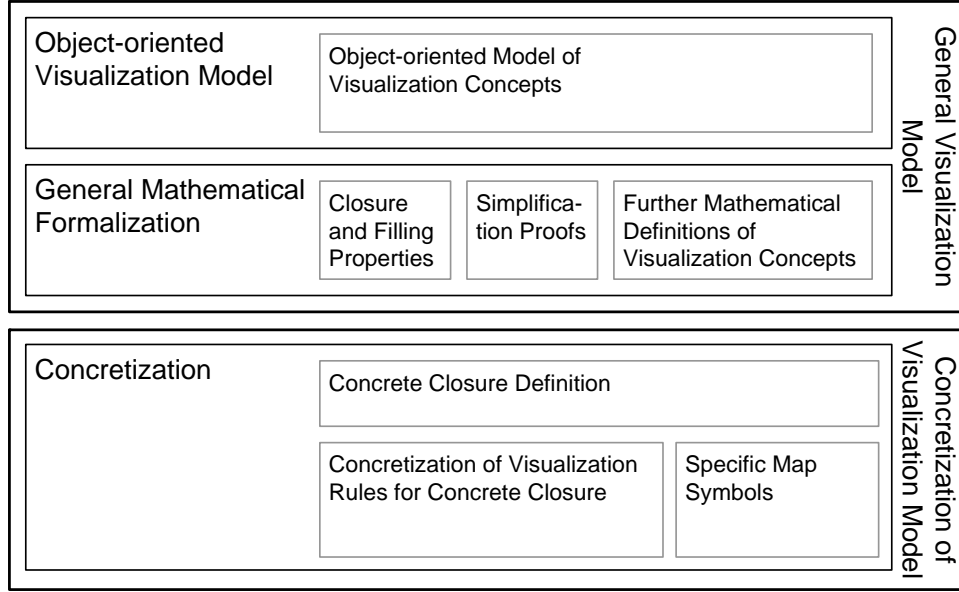 Object-oriented
Visualization Model
Object-oriented Model of
Visualization Concepts
General Mathematical
Formalization
Closure
and Filling
Properties
Simplifica-
tion Proofs
Further Mathematical
Definitions of
Visualization Concepts
General Visualization
Model
Concretization
Concrete Closure Definition
Concretization of Visualization
Rules for Concrete Closure
Specific Map
Symbols
Concretization of
Visualization Model